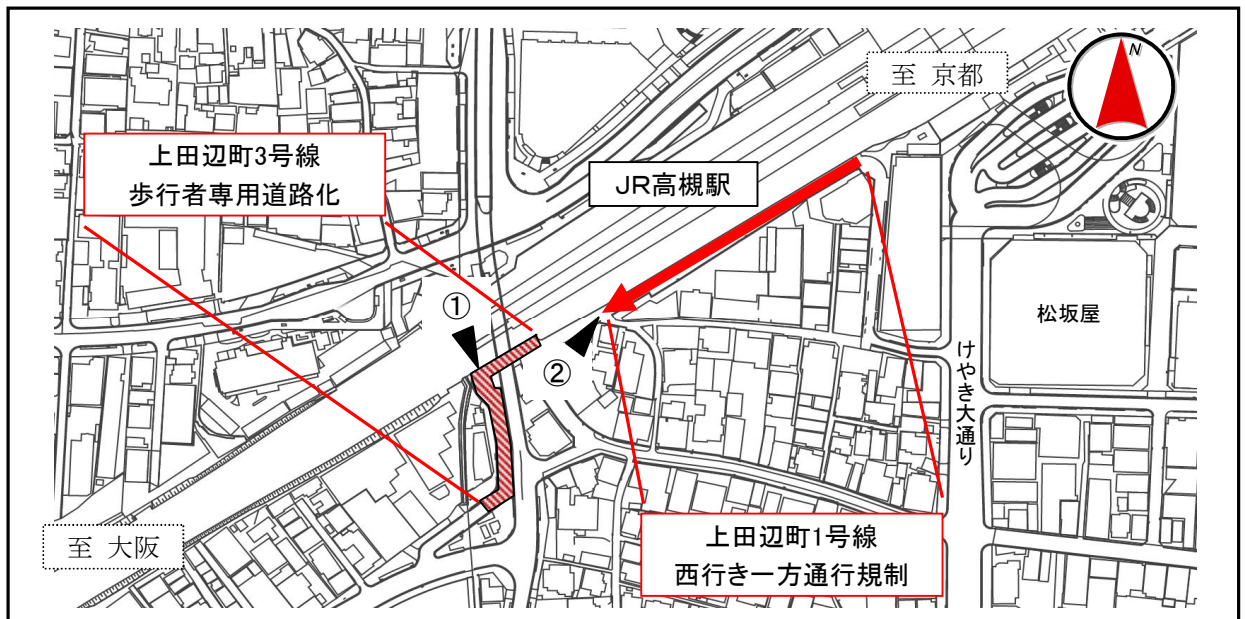 至 京都
N
上田辺町3号線
歩行者専用道路化
JR高槻駅
松坂屋
①
②
けやき大通り
至 大阪
上田辺町1号線
西行き一方通行規制